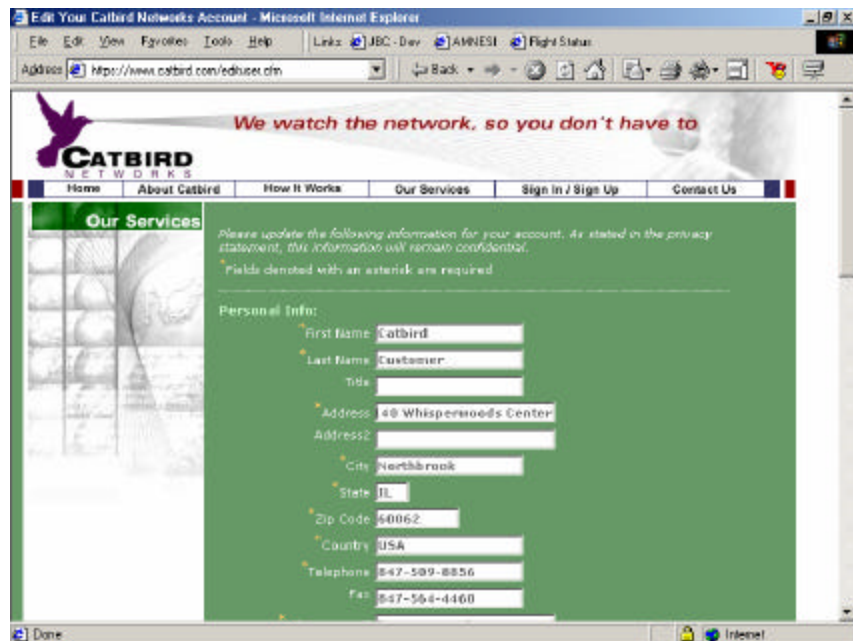 Edit Your Catbird Networks Account - Microsoft Internet Explorer
File Edit View Favorites Tools Help Links JBC - Dev AMNESI Flight Status
Address https://www.catbird.com/edituser.cfm Back
We watch the network, so you don't have to
CATBIRD
NETWORKS
Home About Catbird How It Works Our Services Sign In / Sign Up Contact Us
Our Services
Please update the following information for your account. As stated in the privacy
statement, this information will remain confidential.
*Fields denoted with an asterisk are required
Personal Info:
*First Name Catbird
*Last Name Customer
Title
*Address 40 Whisperwoods Center
Address2
*City Northbrook
*State IL
*Zip Code 60062
*Country USA
*Telephone 847-509-8856
Fax 847-564-4460
Done Internet